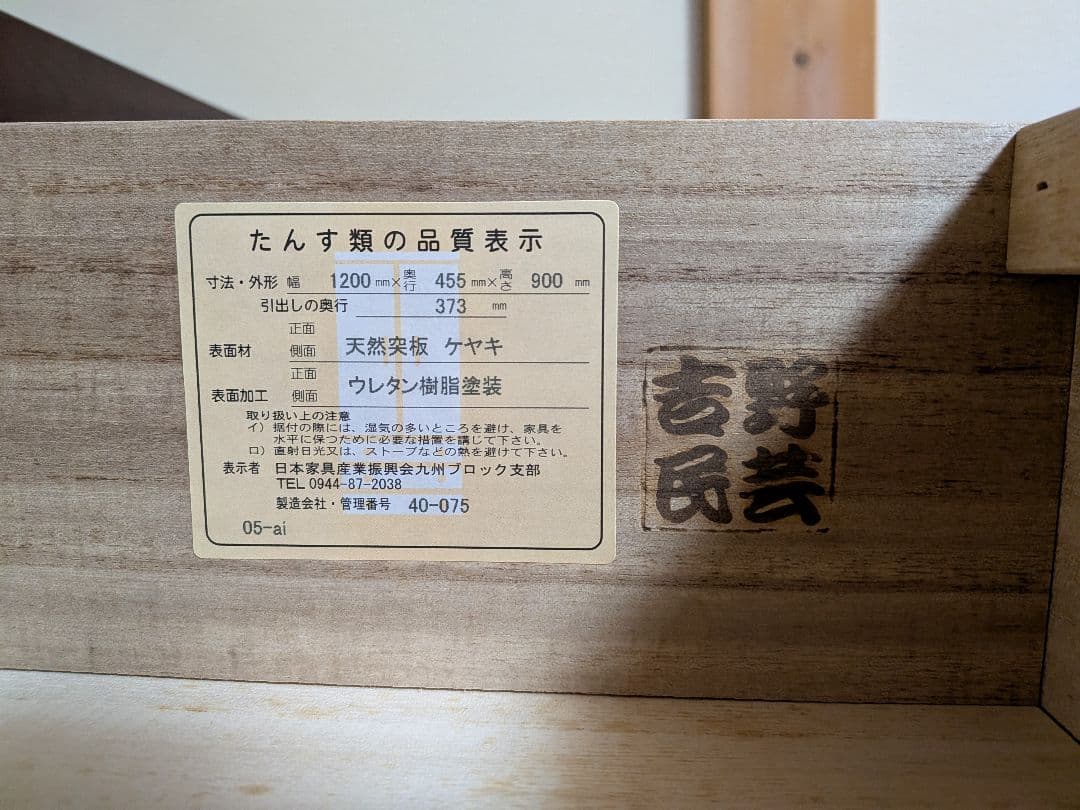 たんす類の品質表示
寸法・外形 幅 1200 mm× 奥行 455 mm× 高さ 900 mm
引出しの奥行 373 mm
表面材 正面 側面 天然突板 ケヤキ
表面加工 正面 側面 ウレタン樹脂塗装
取り扱い上の注意
イ）据付の際には、湿気の多いところを避け、家具を
水平に保つために必要な措置を講じて下さい。
ロ）直射日光又は、ストーブなどの熱を避けて下さい。
表示者 日本家具産業振興会九州ブロック支部
TEL 0944-87-2038
製造会社・管理番号 40-075
05-ai
吉野
民芸